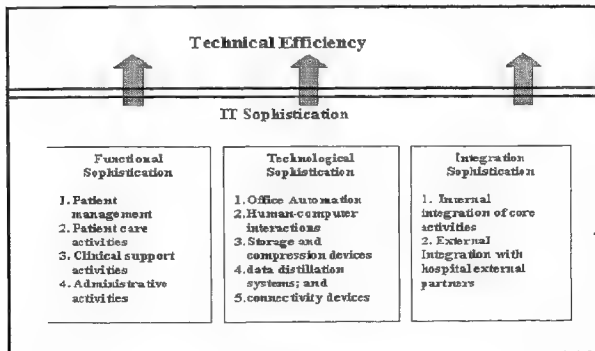 Technical Efficiency
IT Sophistication
Functional
Sophistication
1. Patient
management
2. Patient care
activities
3. Clinical support
activities
4. Administrative
activities
Technological
Sophistication
1. Office Automation
2. Human-computer
interactions
3. Storage and
compression devices
4. data distillation
systems; and
5. connectivity devices
Integration
Sophistication
1. Internal
integration of core
activities
2. External
Integration with
hospital external
partners